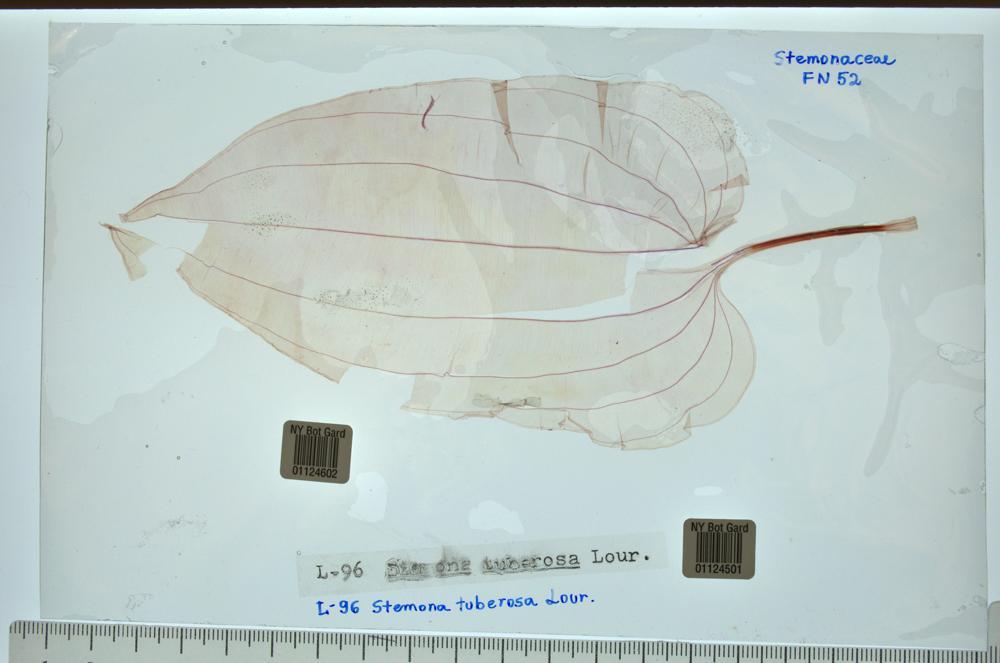 Stemonaceae
FN 52
NY Bot Gard
01124602
NY Bot Gard
01124501
L-96 Stemona tuberosa Lour.
L-96 Stemona tuberosa Lour.